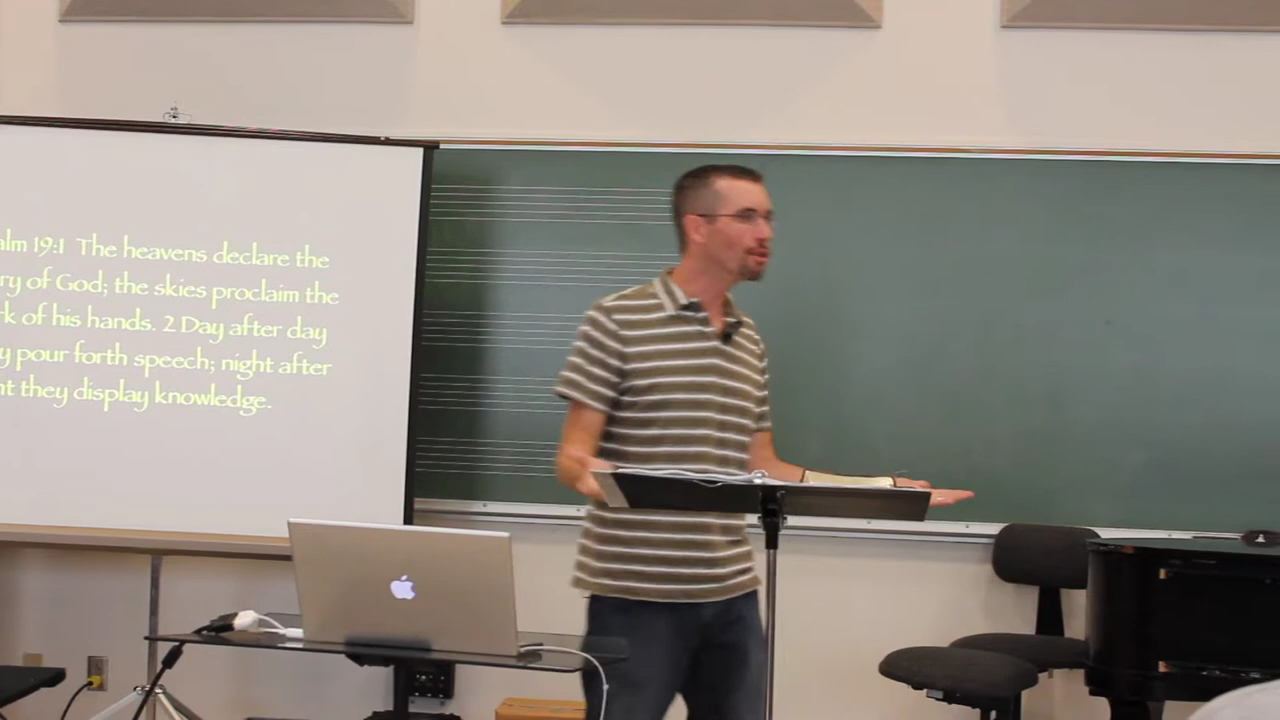 alm 19:1 The heavens declare the
ry of God; the skies proclaim the
k of his hands. 2 Day after day
y pour forth speech; night after
nt they display knowledge.